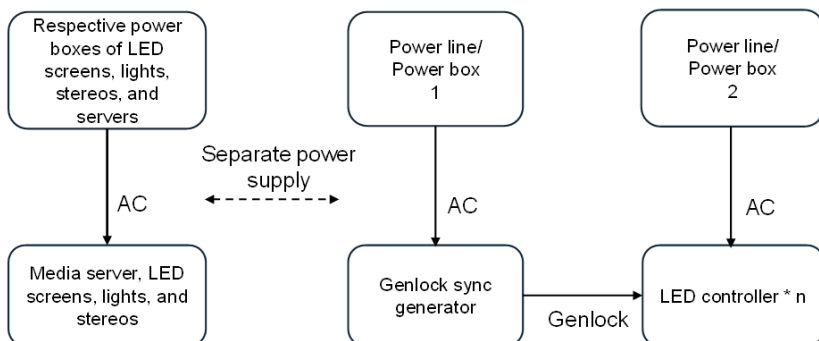 Respective power
boxes of LED
screens, lights,
stereos, and
servers
Power line/
Power box
1
Power line/
Power box
2
Separate power
supply
AC
AC
AC
Media server, LED
screens, lights, and
stereos
Genlock sync
generator
Genlock
LED controller * n